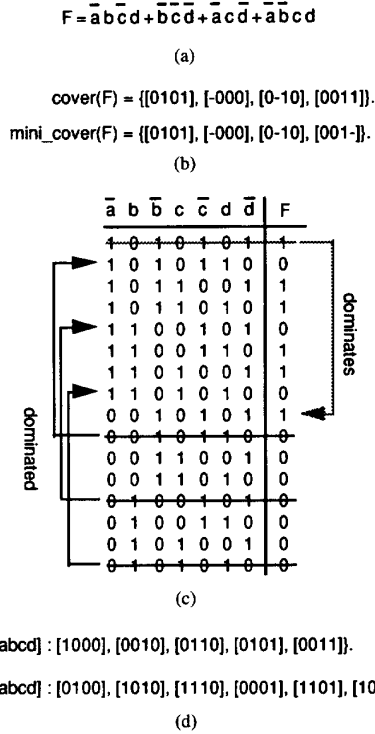 F = a̅ b c̅ d + b̅ c̅ d̅ + a̅ c d̅ + a̅ b̅ c d
(a)
cover(F) = {[0101], [-000], [0-10], [0011]}.
mini_cover(F) = {[0101], [-000], [0-10], [001-]}.
(b)
a̅ b b̅ c c̅ d d̅ F
1 0 1 0 1 0 1 1
1 0 1 0 1 1 0 0
1 0 1 1 0 0 1 1
1 0 1 1 0 1 0 1
1 1 0 0 1 0 1 0
1 1 0 0 1 1 0 1
1 1 0 1 0 0 1 1
1 1 0 1 0 1 0 0
0 0 1 0 1 0 1 1
0 0 1 0 1 1 0 0
0 0 1 1 0 0 1 0
0 0 1 1 0 1 0 0
0 1 0 0 1 0 1 0
0 1 0 0 1 1 0 0
0 1 0 1 0 0 1 0
0 1 0 1 0 1 0 0
dominates
dominated
(c)
abcd] : [1000], [0010], [0110], [0101], [0011]}.
abcd] : [0100], [1010], [1110], [0001], [1101], [10
(d)